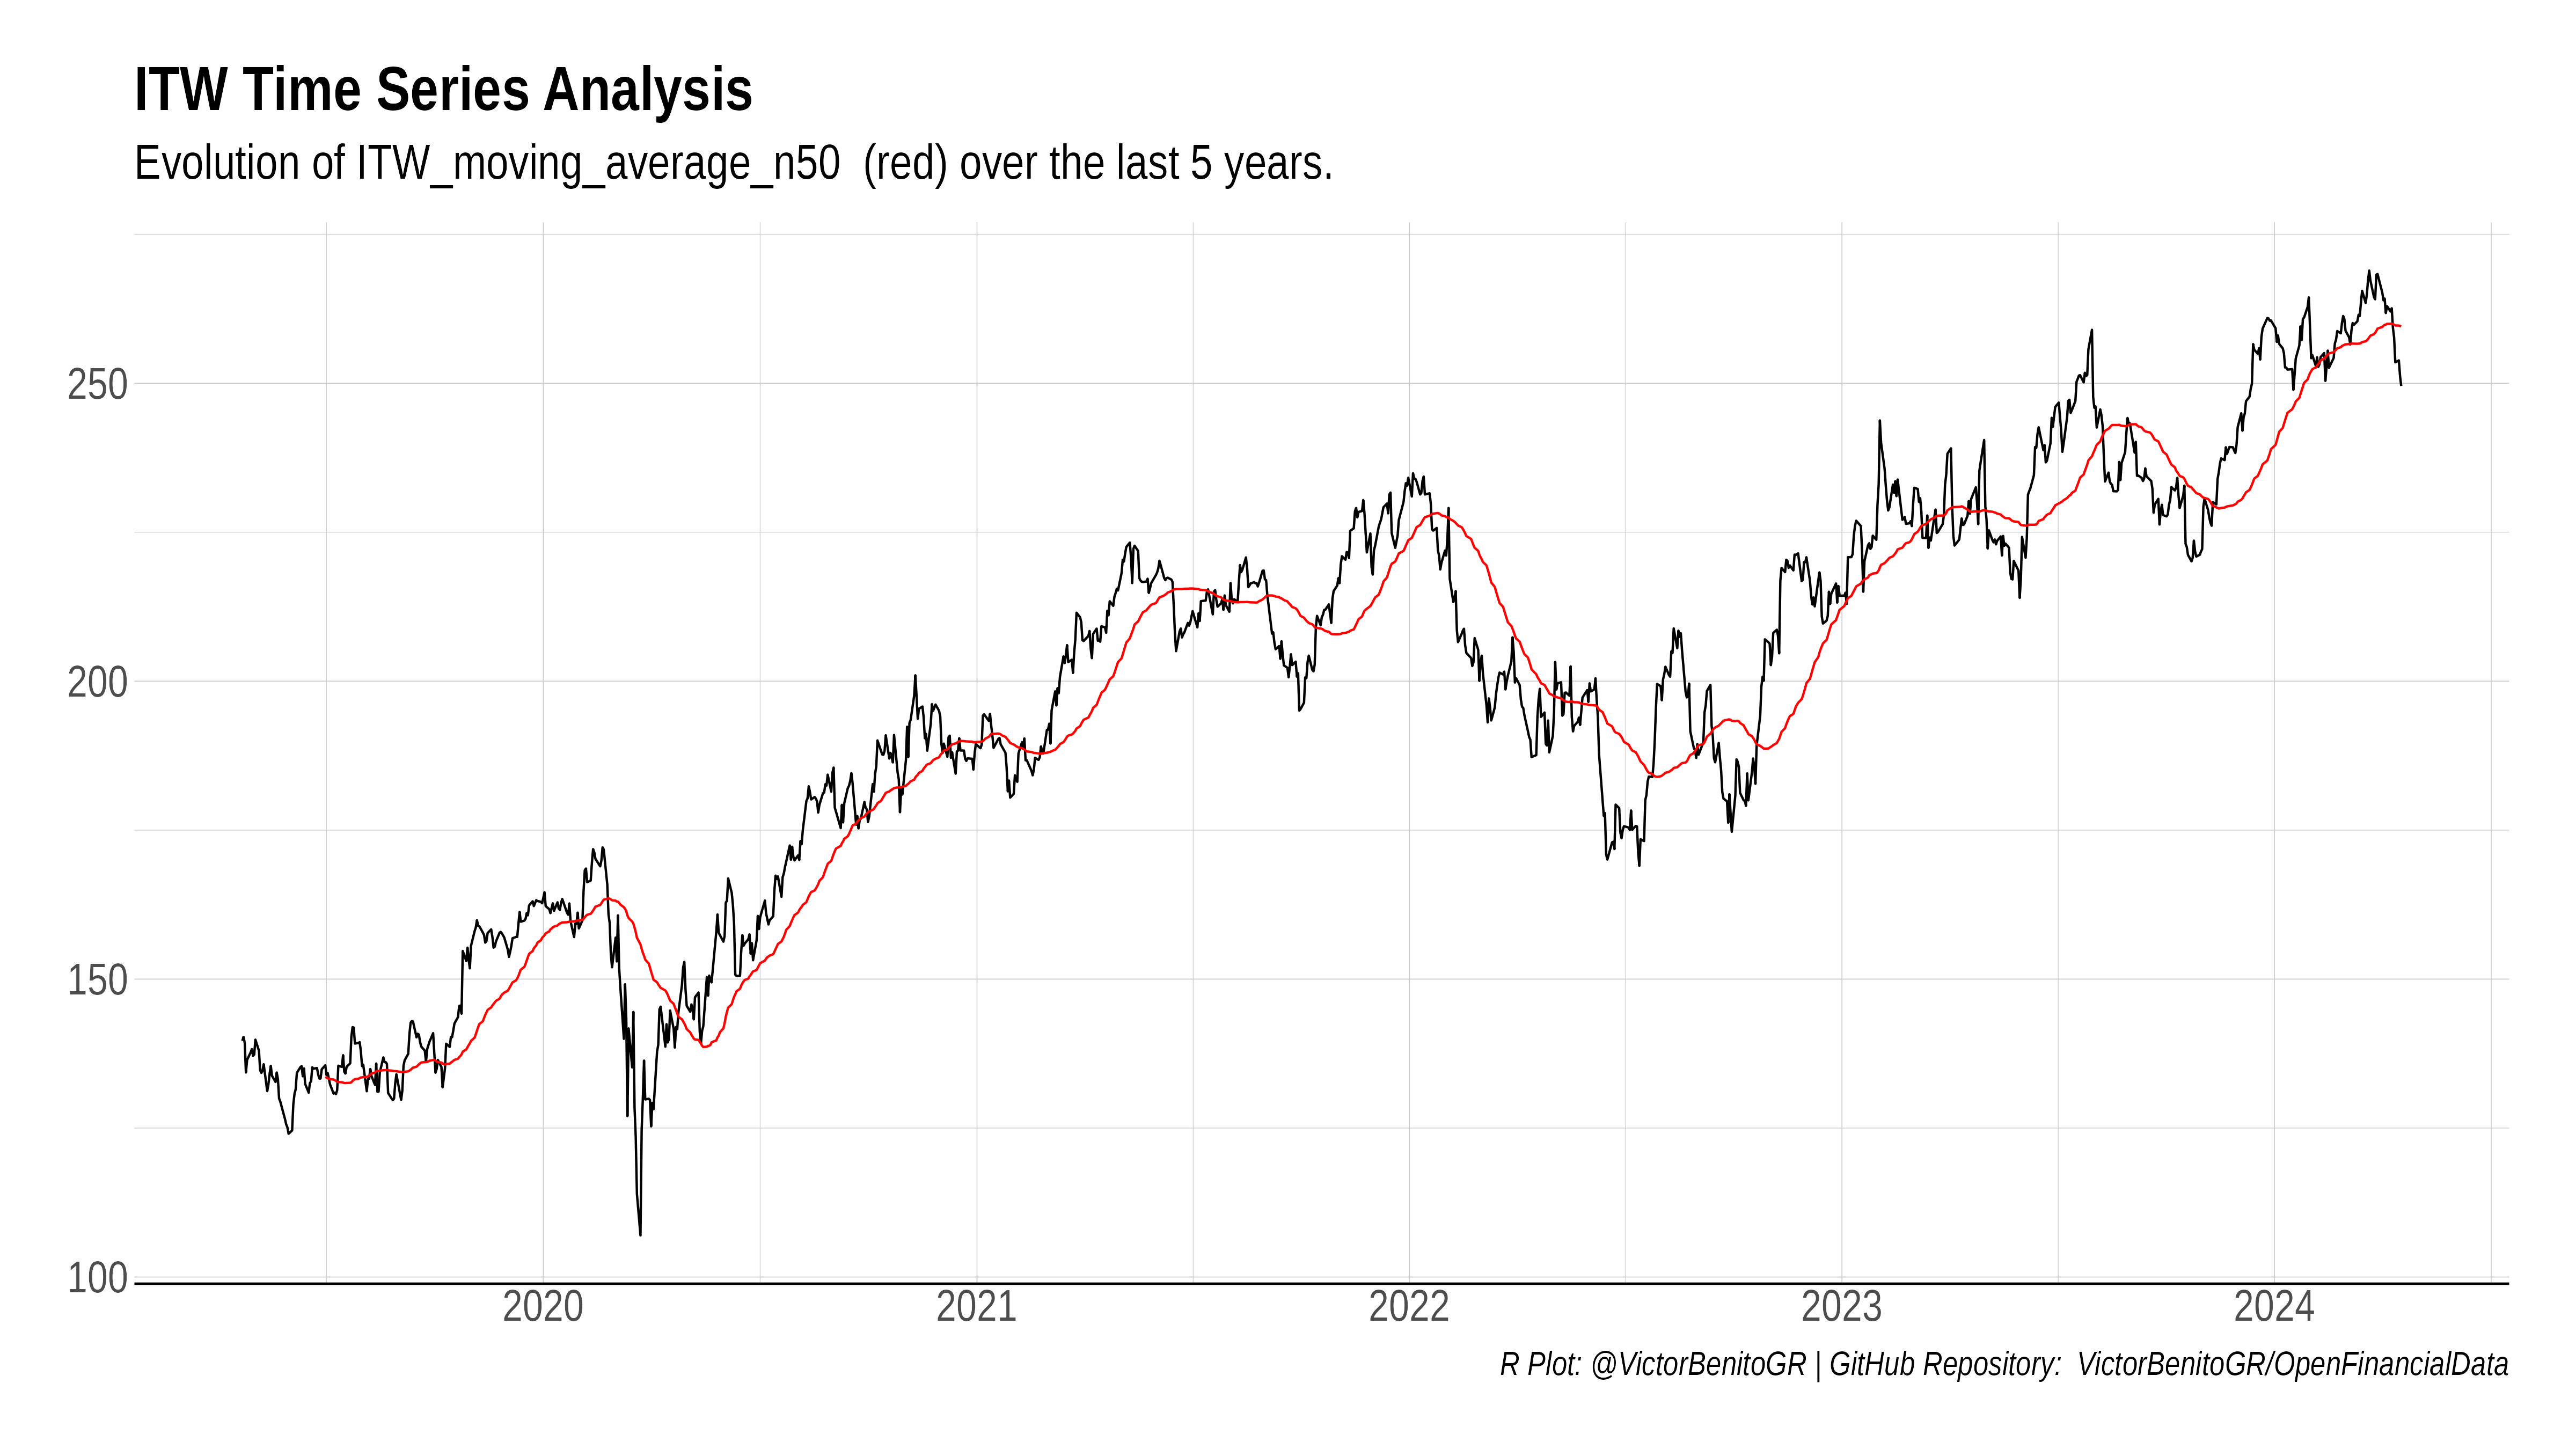 ITW Time Series Analysis
Evolution of ITW_moving_average_n50  (red) over the last 5 years.
250
200
150
100
2020 2021 2022 2023 2024
R Plot: @VictorBenitoGR | GitHub Repository:  VictorBenitoGR/OpenFinancialData